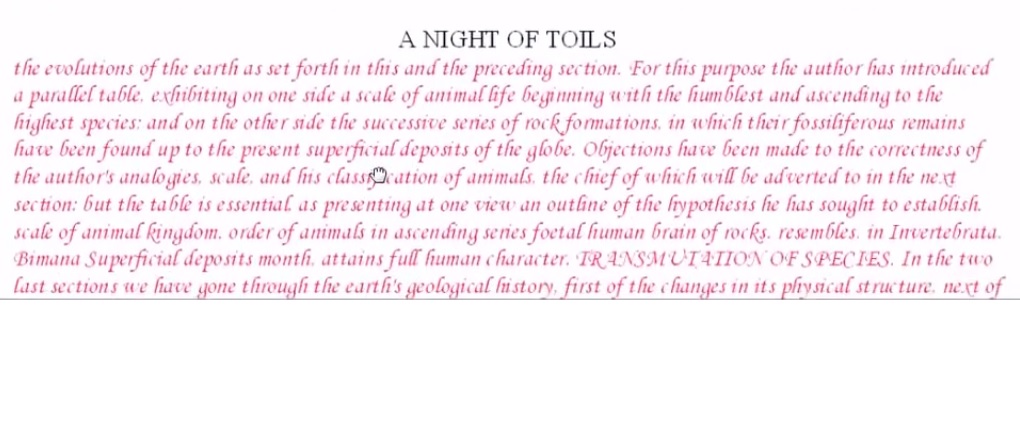 A NIGHT OF TOILS
the evolutions of the earth as set forth in this and the preceding section. For this purpose the author has introduced
a parallel table, exhibiting on one side a scale of animal life beginning with the humblest and ascending to the
highest species; and on the other side the successive series of rock formations, in which their fossiliferous remains
have been found up to the present superficial deposits of the globe. Objections have been made to the correctness of
the author's analogies, scale, and his classification of animals, the chief of which will be adverted to in the next
section; but the table is essential as presenting at one view an outline of the hypothesis he has sought to establish.
scale of animal kingdom. order of animals in ascending series foetal human brain of rocks. resembles, in Invertebrata.
Bimana Superficial deposits month, attains full human character. TRANSMUTATION OF SPECIES. In the two
last sections we have gone through the earth's geological history, first of the changes in its physical structure, next of